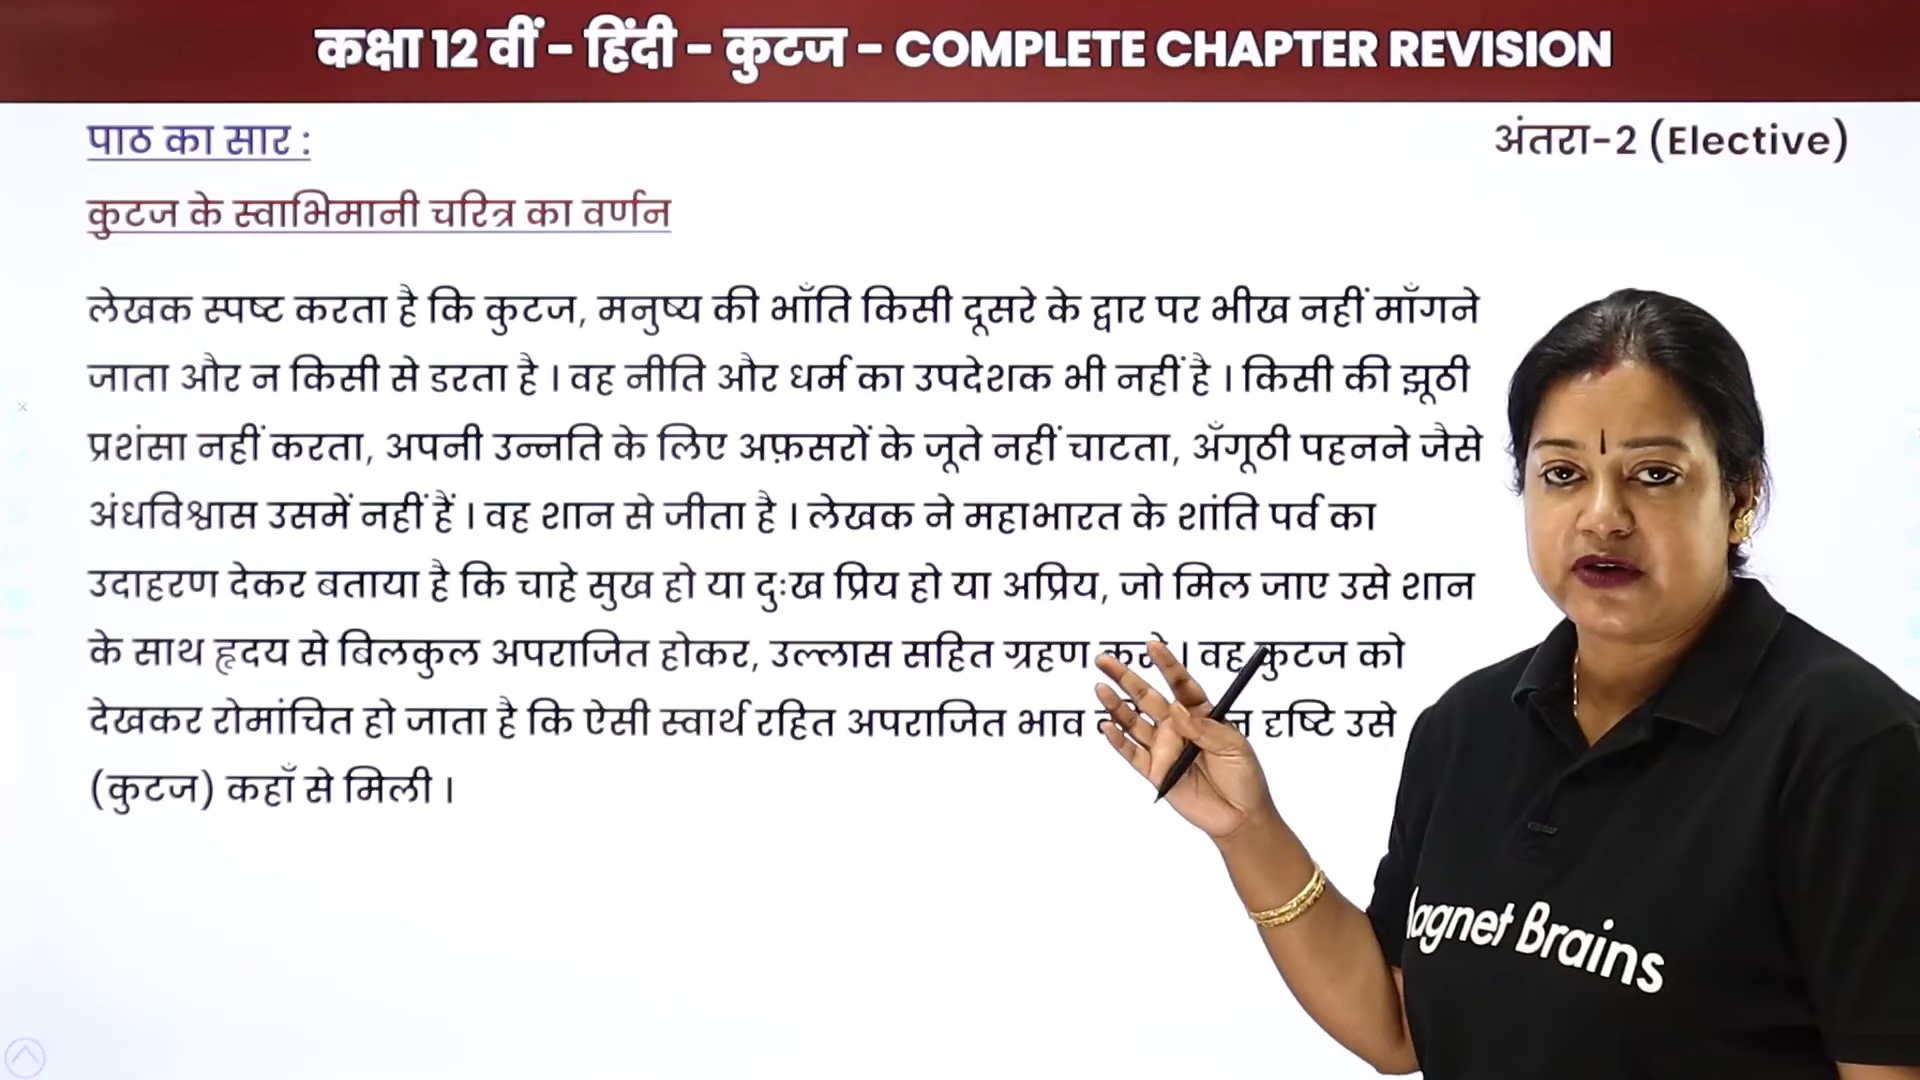 कक्षा 12 वीं – हिंदी – कुटज – COMPLETE CHAPTER REVISION
पाठ का सार :
अंतरा-2 (Elective)
कुटज के स्वाभिमानी चरित्र का वर्णन
लेखक स्पष्ट करता है कि कुटज, मनुष्य की भाँति किसी दूसरे के द्वार पर भीख नहीं माँगने
जाता और न किसी से डरता है । वह नीति और धर्म का उपदेशक भी नहीं है । किसी की झूठी
प्रशंसा नहीं करता, अपनी उन्नति के लिए अफ़सरों के जूते नहीं चाटता, अँगूठी पहनने जैसे
अंधविश्वास उसमें नहीं हैं । वह शान से जीता है । लेखक ने महाभारत के शांति पर्व का
उदाहरण देकर बताया है कि चाहे सुख हो या दुःख प्रिय हो या अप्रिय, जो मिल जाए उसे शान
के साथ हृदय से बिलकुल अपराजित होकर, उल्लास सहित ग्रहण । वह कुटज को
देखकर रोमांचित हो जाता है कि ऐसी स्वार्थ रहित अपराजित भाव दृष्टि उसे
(कुटज) कहाँ से मिली ।
agnet Brains